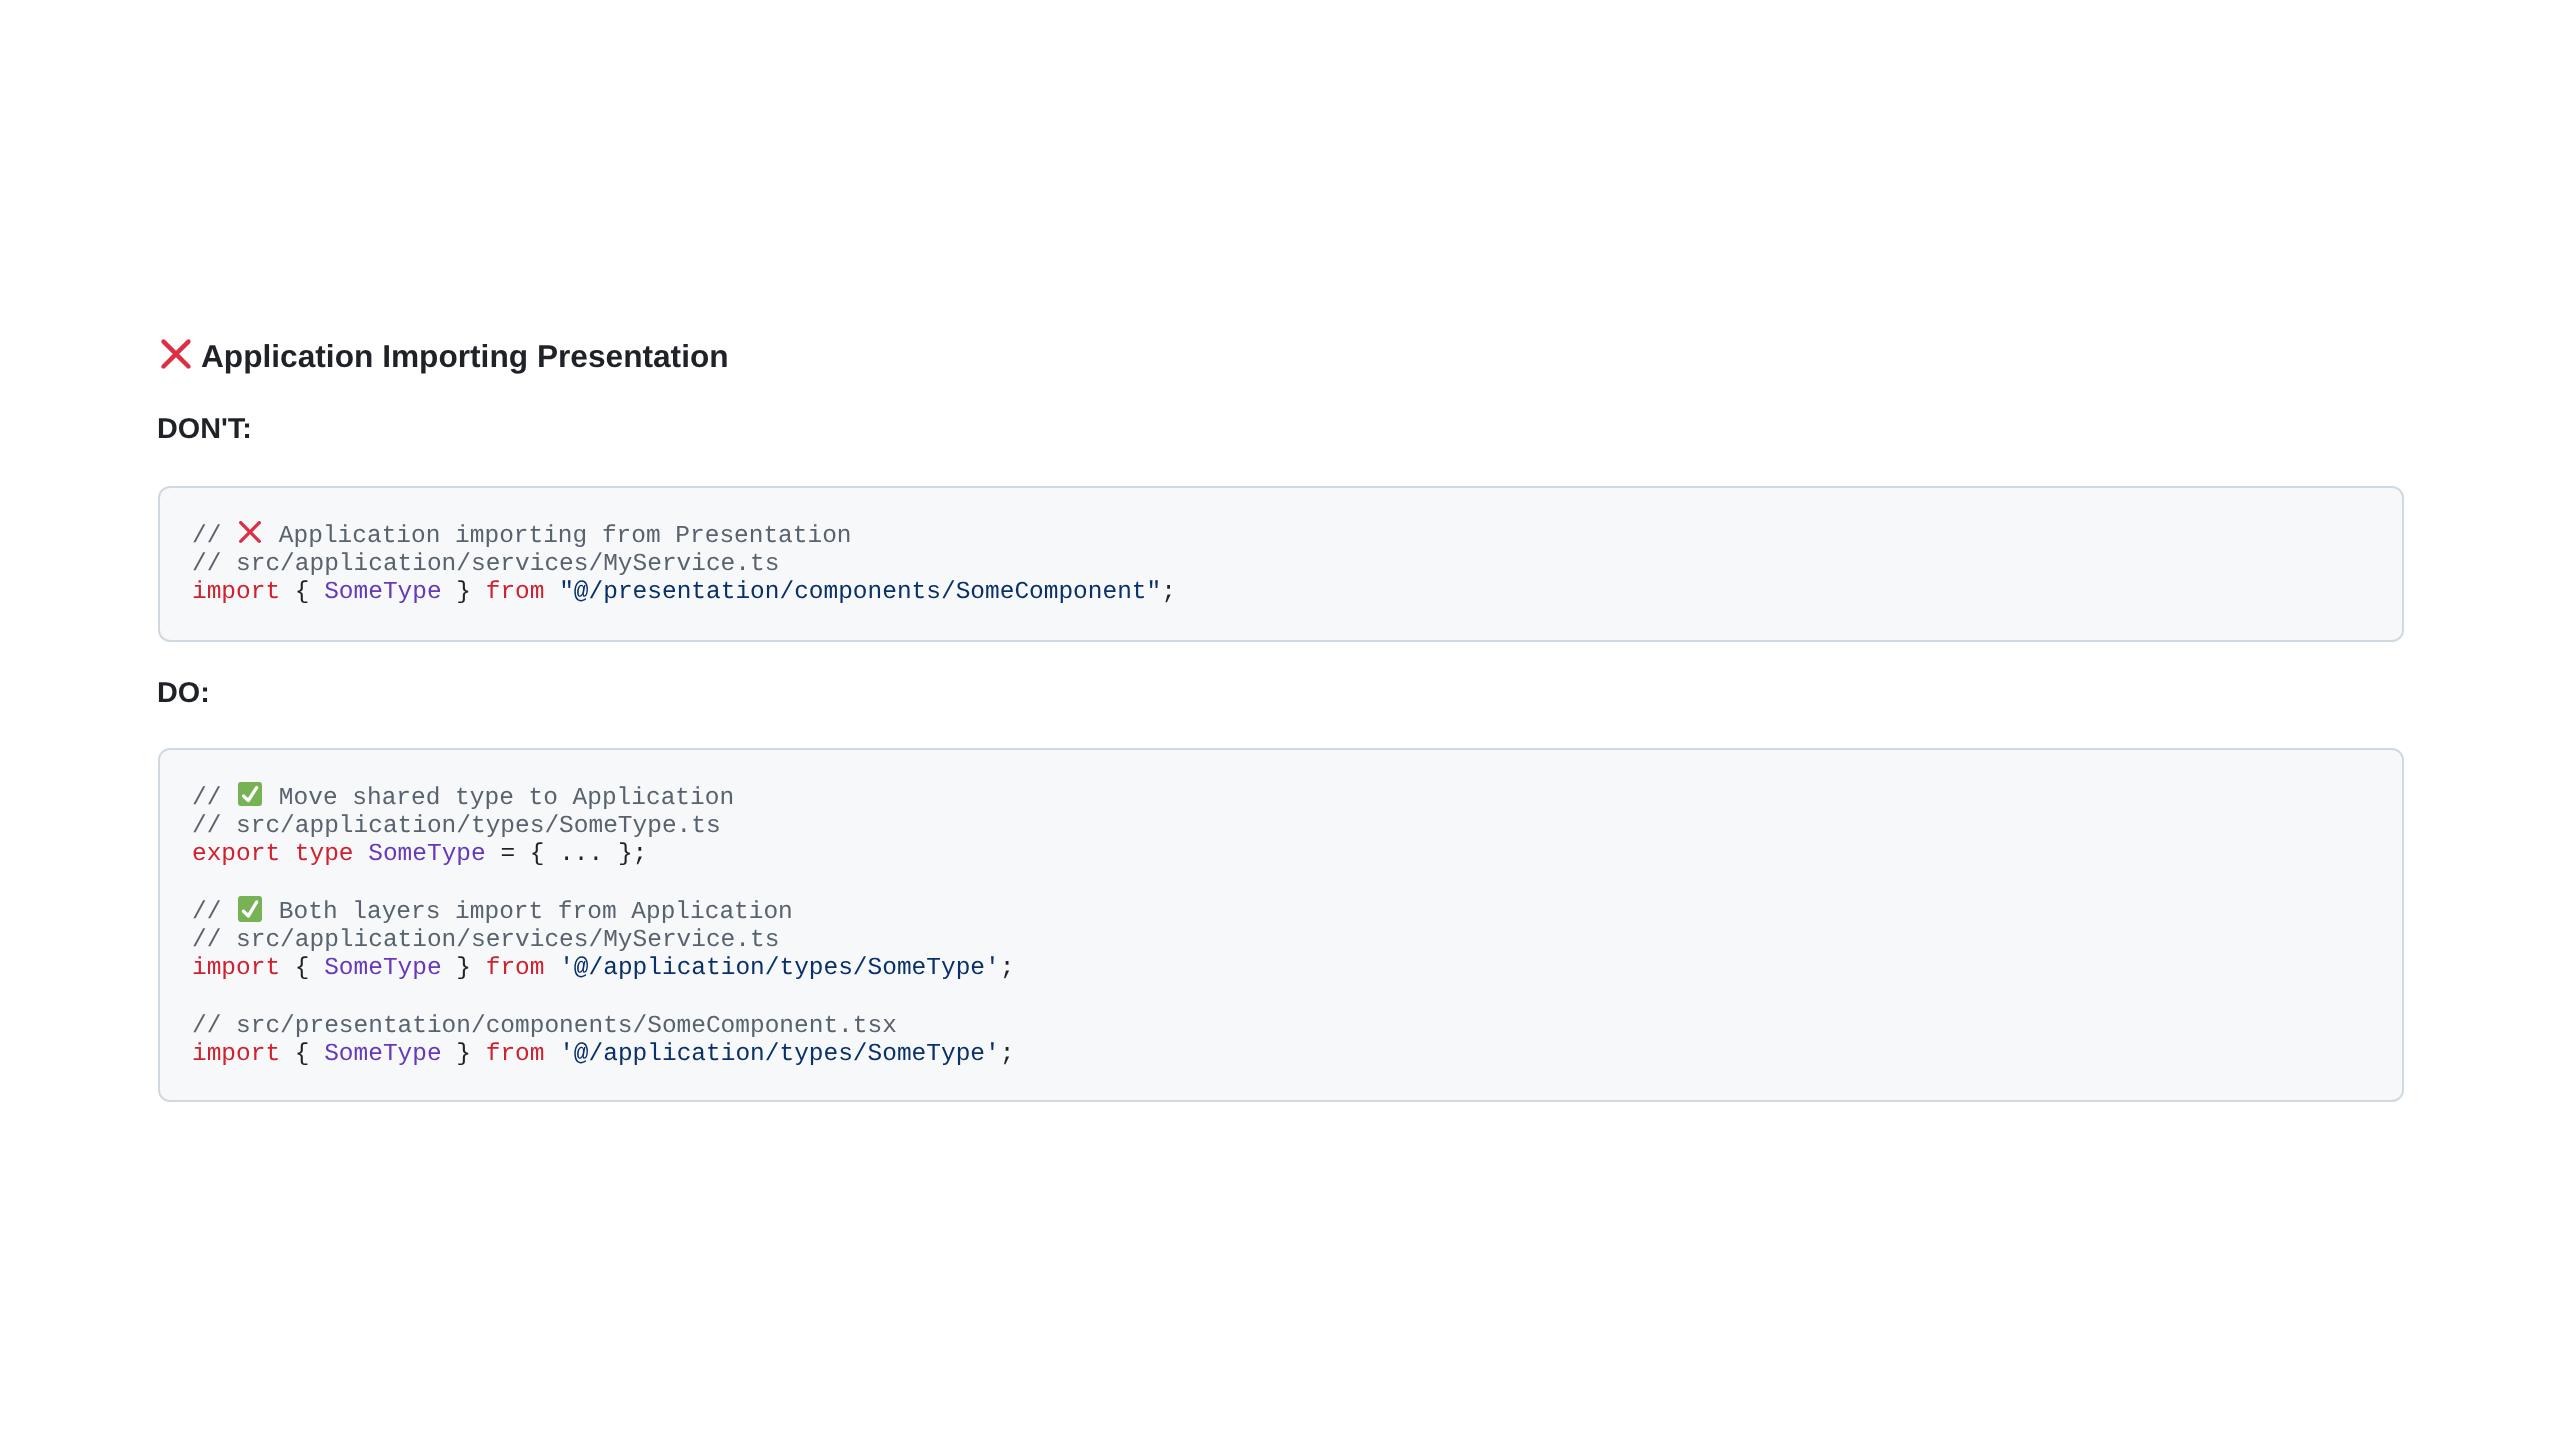 ❌ Application Importing Presentation
DON'T:
// ❌ Application importing from Presentation
// src/application/services/MyService.ts
import { SomeType } from "@/presentation/components/SomeComponent";
DO:
// ✅ Move shared type to Application
// src/application/types/SomeType.ts
export type SomeType = { ... };
// ✅ Both layers import from Application
// src/application/services/MyService.ts
import { SomeType } from '@/application/types/SomeType';
// src/presentation/components/SomeComponent.tsx
import { SomeType } from '@/application/types/SomeType';